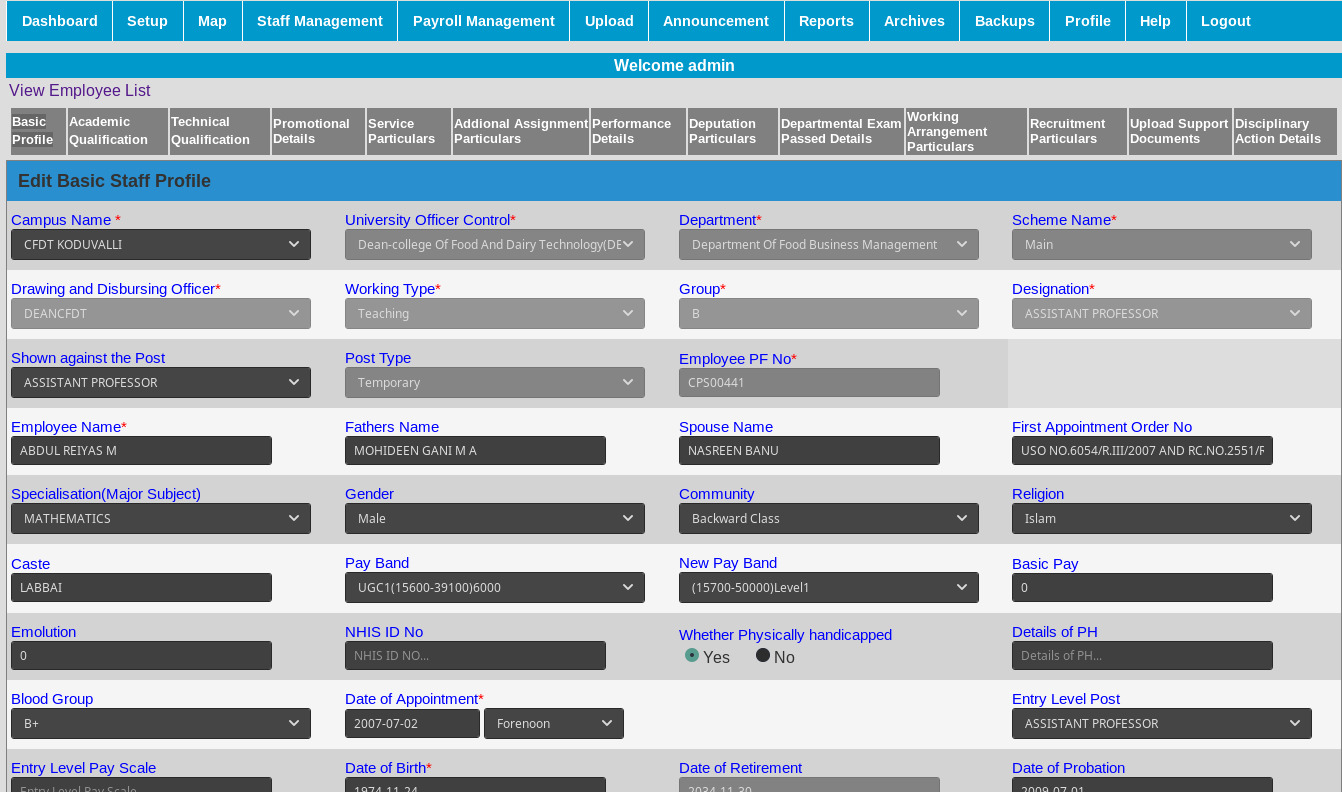 Dashboard Setup Map Staff Management Payroll Management Upload Announcement Reports Archives Backups Profile Help Logout
Welcome admin
View Employee List
Basic Profile Academic Qualification Technical Qualification Promotional Details Service Particulars Addional Assignment Particulars Performance Details Deputation Particulars Departmental Exam Passed Details Working Arrangement Particulars Recruitment Particulars Upload Support Documents Disciplinary Action Details
Edit Basic Staff Profile
Campus Name * University Officer Control* Department* Scheme Name*
CFDT KODUVALLI Dean-college Of Food And Dairy Technology(DE Department Of Food Business Management Main
Drawing and Disbursing Officer* Working Type* Group* Designation*
DEANCFDT Teaching B ASSISTANT PROFESSOR
Shown against the Post Post Type Employee PF No*
ASSISTANT PROFESSOR Temporary CPS00441
Employee Name* Fathers Name Spouse Name First Appointment Order No
ABDUL REIYAS M MOHIDEEN GANI M A NASREEN BANU USO NO.6054/R.III/2007 AND RC.NO.2551/R
Specialisation(Major Subject) Gender Community Religion
MATHEMATICS Male Backward Class Islam
Caste Pay Band New Pay Band Basic Pay
LABBAI UGC1(15600-39100)6000 (15700-50000)Level1 0
Emolution NHIS ID No Whether Physically handicapped Details of PH
0 NHIS ID NO... Yes No Details of PH...
Blood Group Date of Appointment* Entry Level Post
B+ 2007-07-02 Forenoon ASSISTANT PROFESSOR
Entry Level Pay Scale Date of Birth* Date of Retirement Date of Probation
Entry Level Pay Scale 1974-11-24 2034-11-30 2009-07-01